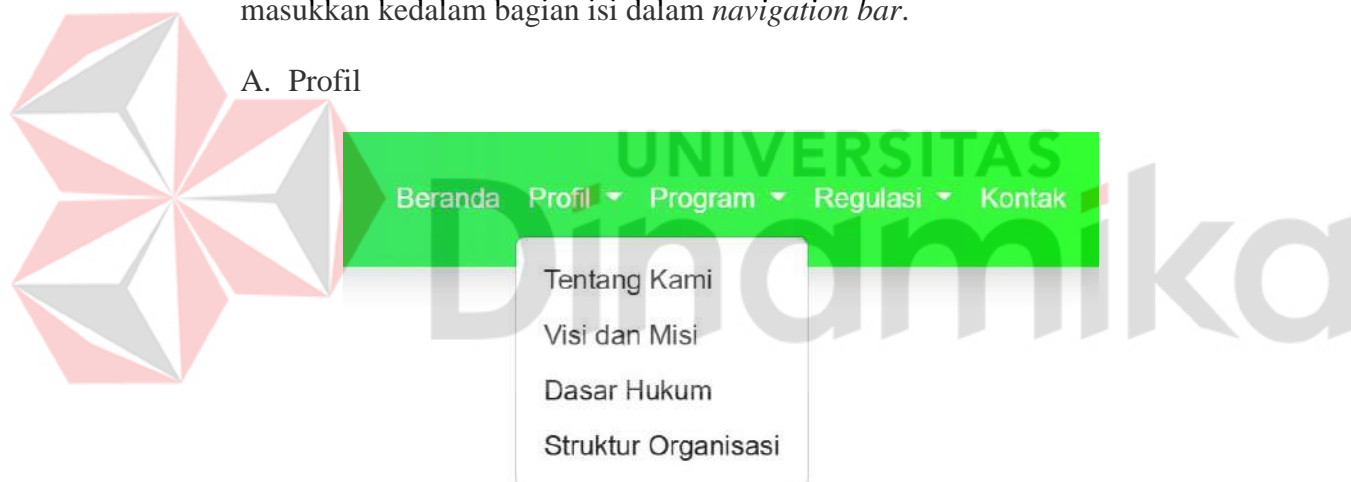 masukkan kedalam bagian isi dalam navigation bar.
A. Profil
UNIVERSITAS
Dinamika
Beranda Profil Program Regulasi Kontak
Tentang Kami
Visi dan Misi
Dasar Hukum
Struktur Organisasi